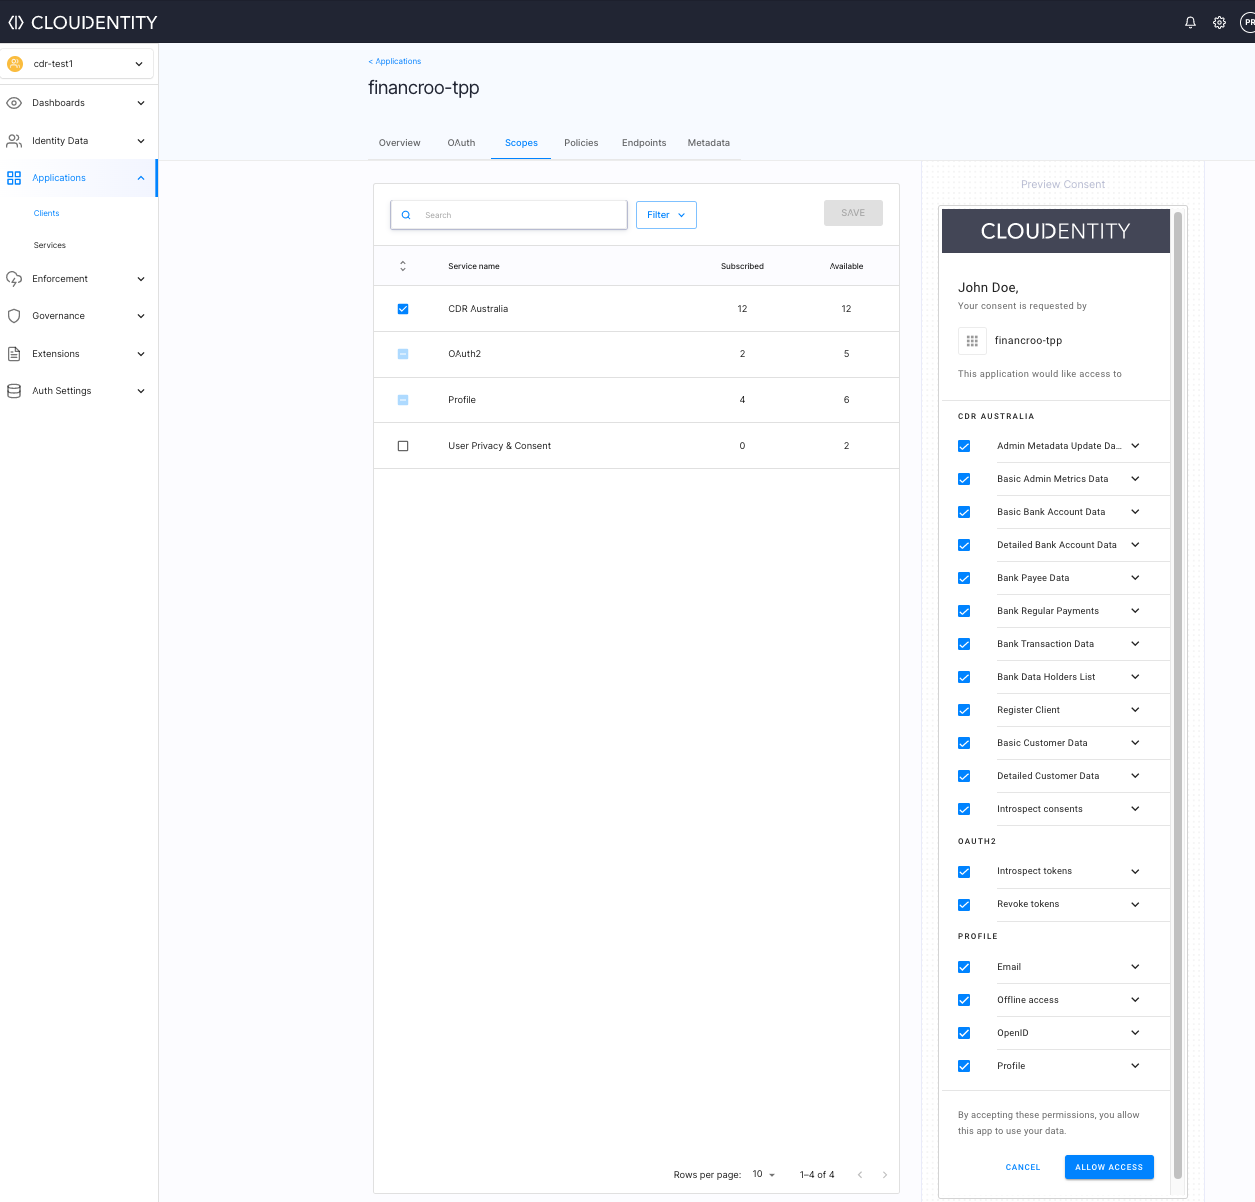 CLOUDENTITY
PR
cdr-test1
Dashboards
Identity Data
Applications
Clients
Services
Enforcement
Governance
Extensions
Auth Settings
< Applications
financroo-tpp
Overview OAuth Scopes Policies Endpoints Metadata
Search
Filter
SAVE
Service name Subscribed Available
CDR Australia 12 12
OAuth2 2 5
Profile 4 6
User Privacy & Consent 0 2
Rows per page: 10 1–4 of 4
Preview Consent
CLOUDENTITY
John Doe,
Your consent is requested by
financroo-tpp
This application would like access to
CDR AUSTRALIA
Admin Metadata Update Da...
Basic Admin Metrics Data
Basic Bank Account Data
Detailed Bank Account Data
Bank Payee Data
Bank Regular Payments
Bank Transaction Data
Bank Data Holders List
Register Client
Basic Customer Data
Detailed Customer Data
Introspect consents
OAUTH2
Introspect tokens
Revoke tokens
PROFILE
Email
Offline access
OpenID
Profile
By accepting these permissions, you allow
this app to use your data.
CANCEL ALLOW ACCESS